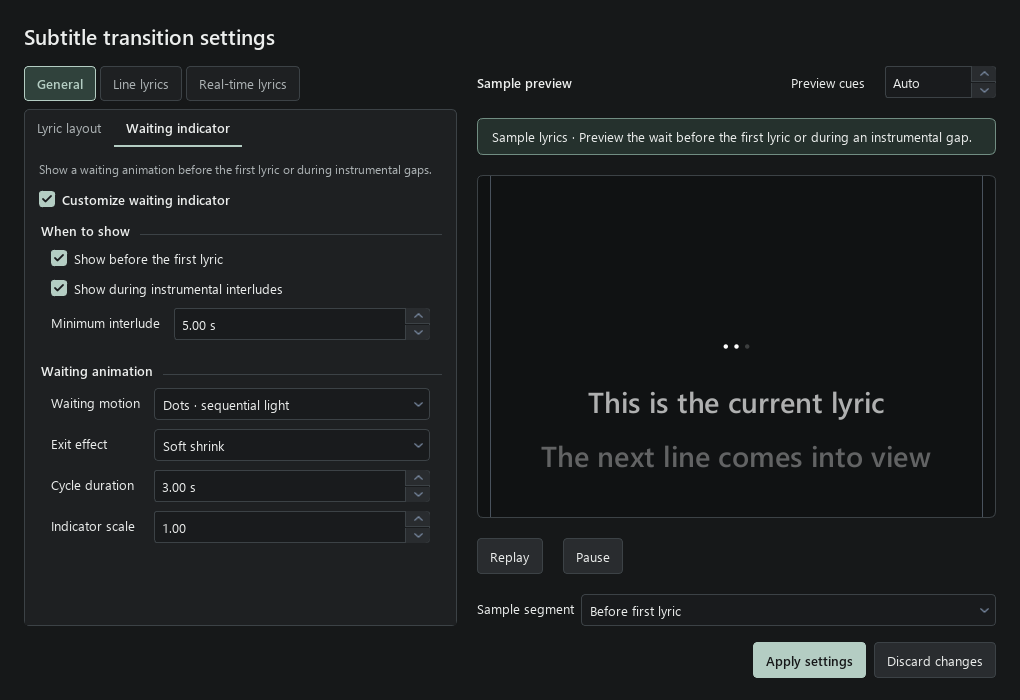 Subtitle transition settings
General
Line lyrics
Real-time lyrics
Lyric layout
Waiting indicator
Show a waiting animation before the first lyric or during instrumental gaps.
Customize waiting indicator
When to show
Show before the first lyric
Show during instrumental interludes
Minimum interlude
5.00 s
Waiting animation
Waiting motion
Dots · sequential light
Exit effect
Soft shrink
Cycle duration
3.00 s
Indicator scale
1.00
Sample preview
Preview cues
Auto
Sample lyrics · Preview the wait before the first lyric or during an instrumental gap.
This is the current lyric
The next line comes into view
Replay
Pause
Sample segment
Before first lyric
Apply settings
Discard changes